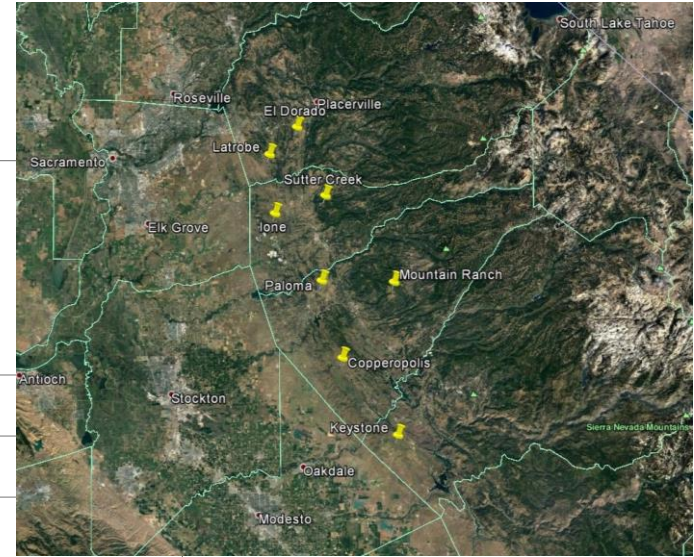 South Lake Tahoe
Roseville
Placerville
El Dorado
Latrobe
Sacramento
Sutter Creek
Elk Grove
Ione
Paloma
Mountain Ranch
Copperopolis
Antioch
Stockton
Keystone
Sierra Nevada Mountains
Oakdale
Modesto